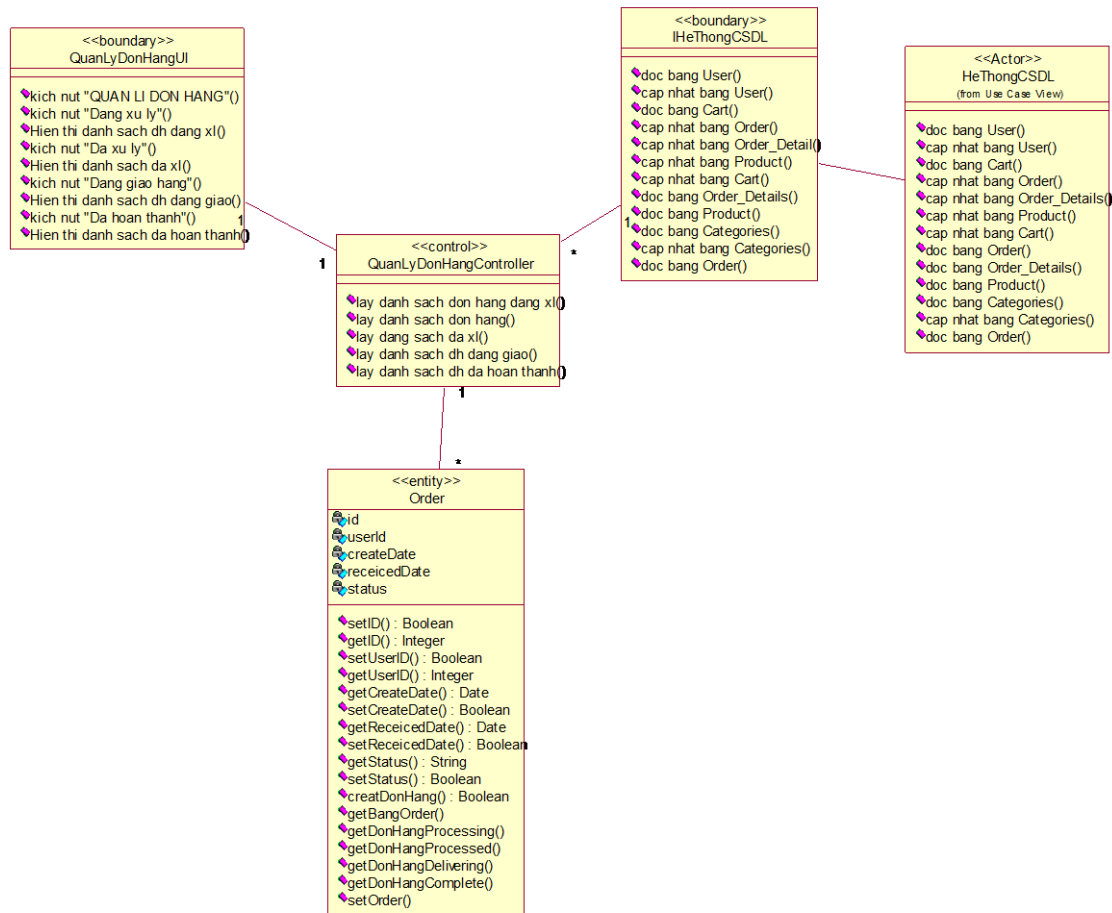 <<boundary>>
QuanLyDonHangUI
kich nut "QUAN LI DON HANG"()
kich nut "Dang xu ly"()
Hien thi danh sach dh dang xl()
kich nut "Da xu ly"()
Hien thi danh sach da xl()
kich nut "Dang giao hang"()
Hien thi danh sach dh dang giao()
kich nut "Da hoan thanh"()
Hien thi danh sach da hoan thanh()
1
1
<<control>>
QuanLyDonHangController
lay danh sach don hang dang xl()
lay danh sach don hang()
lay dang sach da xl()
lay danh sach dh dang giao()
lay danh sach dh da hoan thanh()
*
1
<<boundary>>
IHeThongCSDL
doc bang User()
cap nhat bang User()
doc bang Cart()
cap nhat bang Order()
cap nhat bang Order_Detail()
cap nhat bang Product()
cap nhat bang Cart()
doc bang Order_Details()
doc bang Product()
doc bang Categories()
cap nhat bang Categories()
doc bang Order()
<<Actor>>
HeThongCSDL
(from Use Case View)
doc bang User()
cap nhat bang User()
doc bang Cart()
cap nhat bang Order()
cap nhat bang Order_Details()
cap nhat bang Product()
cap nhat bang Cart()
doc bang Order()
doc bang Order_Details()
doc bang Product()
doc bang Categories()
cap nhat bang Categories()
doc bang Order()
1
*
<<entity>>
Order
id
userId
createDate
receicedDate
status
setID() : Boolean
getID() : Integer
setUserID() : Boolean
getUserID() : Integer
getCreateDate() : Date
setCreateDate() : Boolean
getReceicedDate() : Date
setReceicedDate() : Boolean
getStatus() : String
setStatus() : Boolean
creatDonHang() : Boolean
getBangOrder()
getDonHangProcessing()
getDonHangProcessed()
getDonHangDelivering()
getDonHangComplete()
setOrder()